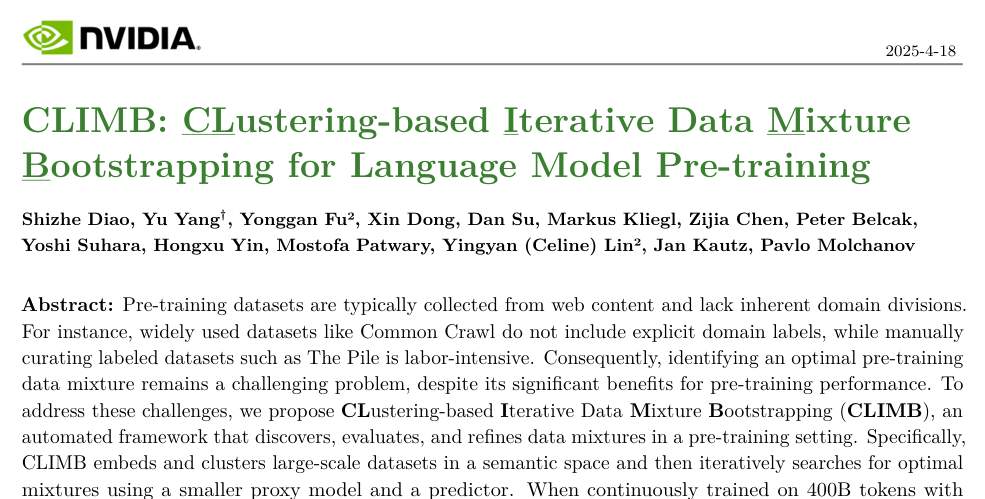 NVIDIA.
2025-4-18
CLIMB: CLustering-based Iterative Data Mixture
Bootstrapping for Language Model Pre-training
Shizhe Diao, Yu Yang†, Yonggan Fu², Xin Dong, Dan Su, Markus Kliegl, Zijia Chen, Peter Belcak,
Yoshi Suhara, Hongxu Yin, Mostofa Patwary, Yingyan (Celine) Lin², Jan Kautz, Pavlo Molchanov
Abstract: Pre-training datasets are typically collected from web content and lack inherent domain divisions.
For instance, widely used datasets like Common Crawl do not include explicit domain labels, while manually
curating labeled datasets such as The Pile is labor-intensive. Consequently, identifying an optimal pre-training
data mixture remains a challenging problem, despite its significant benefits for pre-training performance. To
address these challenges, we propose CLustering-based Iterative Data Mixture Bootstrapping (CLIMB), an
automated framework that discovers, evaluates, and refines data mixtures in a pre-training setting. Specifically,
CLIMB embeds and clusters large-scale datasets in a semantic space and then iteratively searches for optimal
mixtures using a smaller proxy model and a predictor. When continuously trained on 400B tokens with